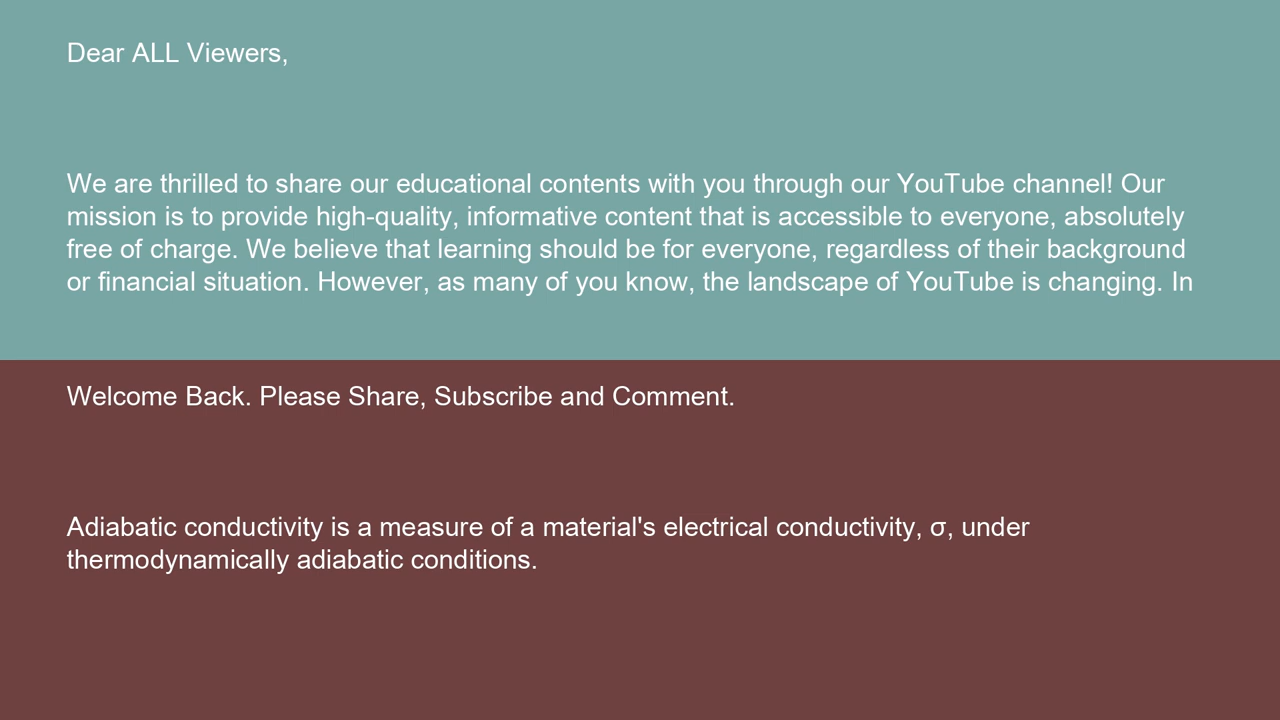 Dear ALL Viewers,
We are thrilled to share our educational contents with you through our YouTube channel! Our
mission is to provide high-quality, informative content that is accessible to everyone, absolutely
free of charge. We believe that learning should be for everyone, regardless of their background
or financial situation. However, as many of you know, the landscape of YouTube is changing. In
Welcome Back. Please Share, Subscribe and Comment.
Adiabatic conductivity is a measure of a material's electrical conductivity, σ, under
thermodynamically adiabatic conditions.